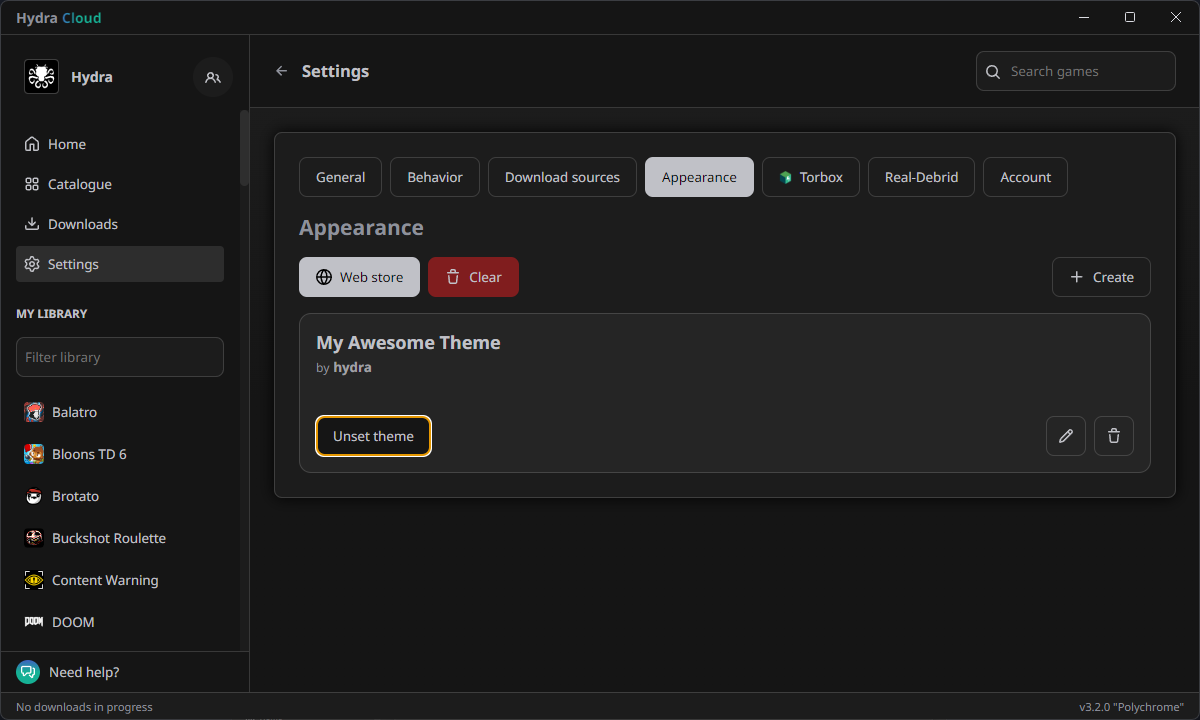 Hydra Cloud
Hydra
Settings
Search games
Home
Catalogue
Downloads
Settings
MY LIBRARY
Filter library
Balatro
Bloons TD 6
Brotato
Buckshot Roulette
Content Warning
DOOM
DOOM
Need help?
General
Behavior
Download sources
Appearance
Torbox
Real-Debrid
Account
Appearance
Web store
Clear
Create
My Awesome Theme
by hydra
Unset theme
No downloads in progress
v3.2.0 "Polychrome"